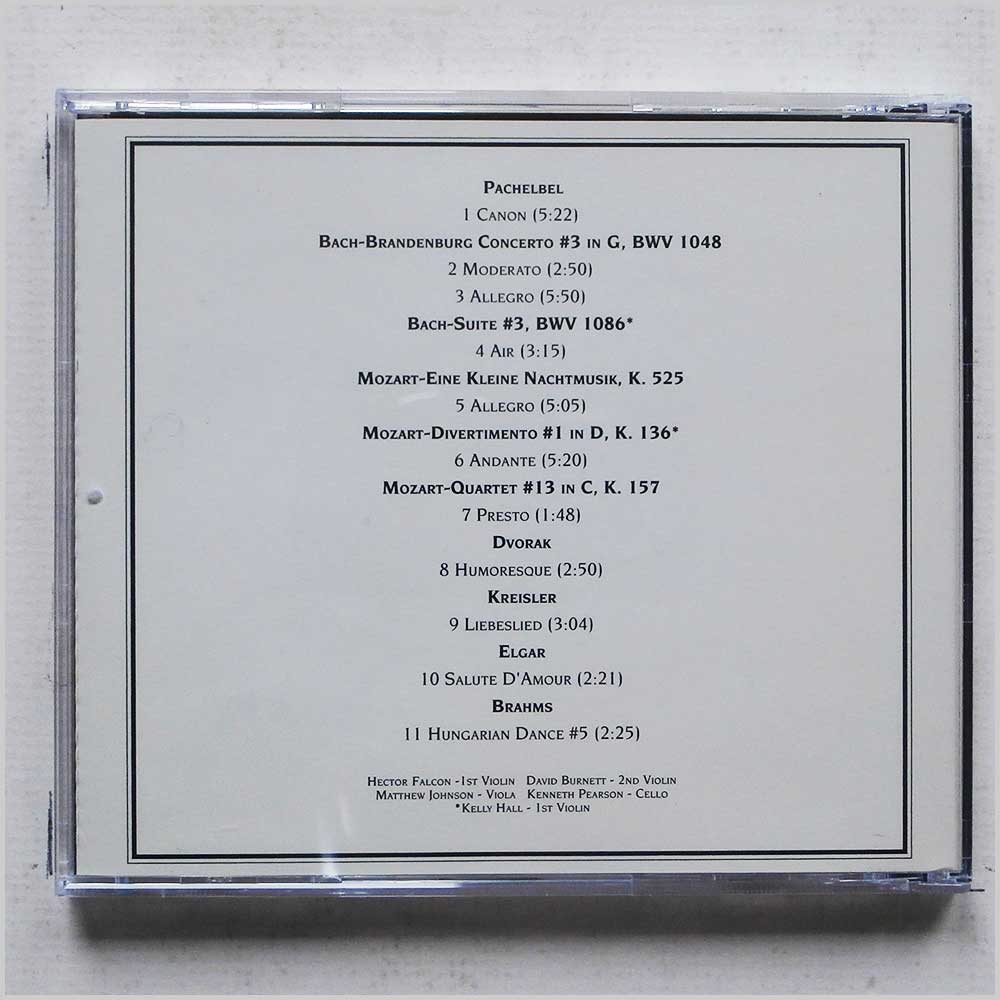 PACHELBEL
1 CANON (5:22)
BACH-BRANDENBURG CONCERTO #3 IN G, BWV 1048
2 MODERATO (2:50)
3 ALLEGRO (5:50)
BACH-SUITE #3, BWV 1086*
4 AIR (3:15)
MOZART-EINE KLEINE NACHTMUSIK, K. 525
5 ALLEGRO (5:05)
MOZART-DIVERTIMENTO #1 IN D, K. 136*
6 ANDANTE (5:20)
MOZART-QUARTET #13 IN C, K. 157
7 PRESTO (1:48)
DVORAK
8 HUMORESQUE (2:50)
KREISLER
9 LIEBESLIED (3:04)
ELGAR
10 SALUTE D'AMOUR (2:21)
BRAHMS
11 HUNGARIAN DANCE #5 (2:25)
HECTOR FALCON -1ST VIOLIN DAVID BURNETT - 2ND VIOLIN
MATTHEW JOHNSON - VIOLA KENNETH PEARSON - CELLO
*KELLY HALL - 1ST VIOLIN